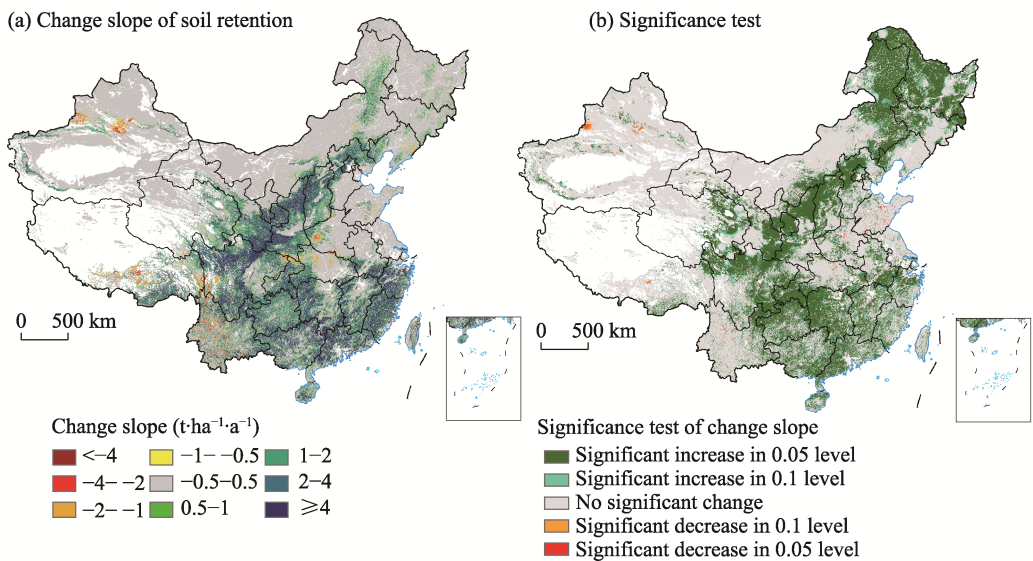 (a) Change slope of soil retention
(b) Significance test
0 500 km
0 500 km
Change slope (t·ha⁻¹·a⁻¹)
<−4
−4− −2
−2− −1
−1− −0.5
−0.5−0.5
0.5−1
1−2
2−4
⩾4
Significance test of change slope
Significant increase in 0.05 level
Significant increase in 0.1 level
No significant change
Significant decrease in 0.1 level
Significant decrease in 0.05 level